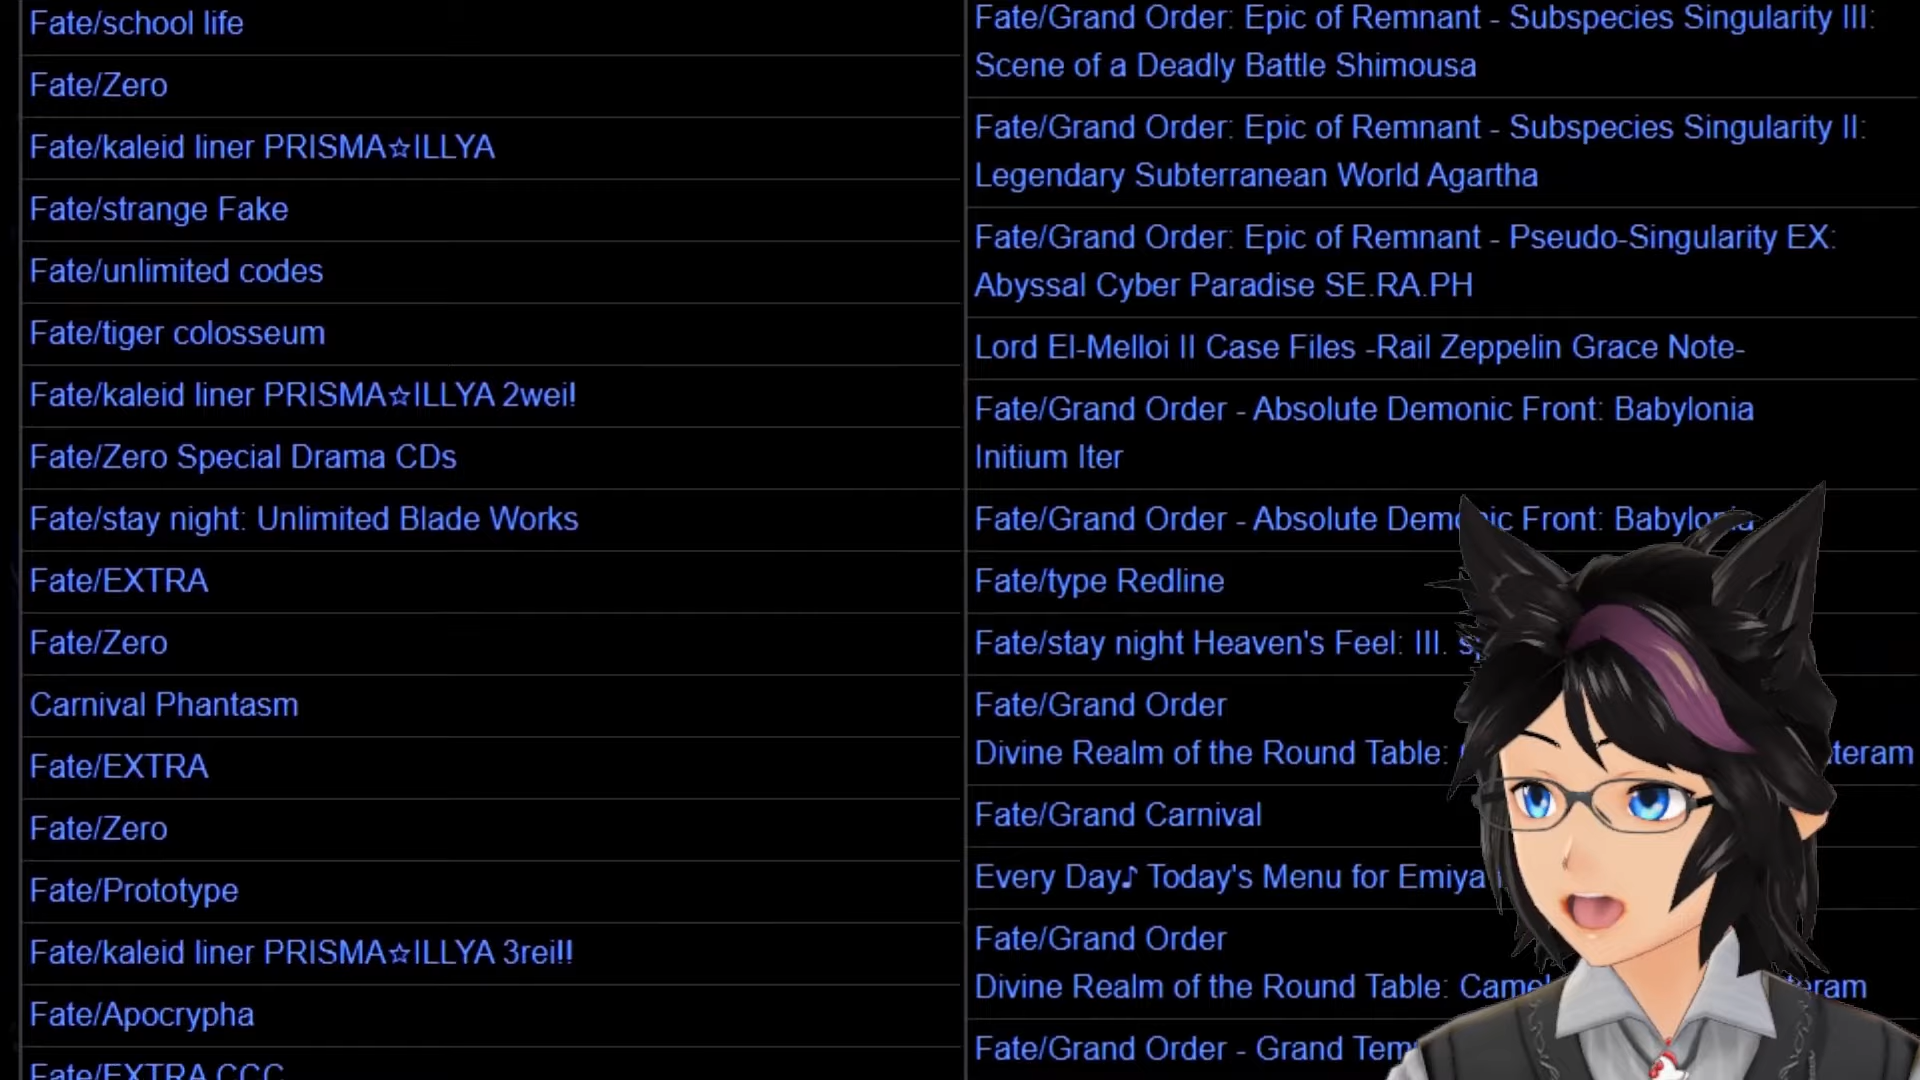 Fate/school life
Fate/Zero
Fate/kaleid liner PRISMA☆ILLYA
Fate/strange Fake
Fate/unlimited codes
Fate/tiger colosseum
Fate/kaleid liner PRISMA☆ILLYA 2wei!
Fate/Zero Special Drama CDs
Fate/stay night: Unlimited Blade Works
Fate/EXTRA
Fate/Zero
Carnival Phantasm
Fate/EXTRA
Fate/Zero
Fate/Prototype
Fate/kaleid liner PRISMA☆ILLYA 3rei!!
Fate/Apocrypha
Fate/EXTRA CCC
Fate/Grand Order: Epic of Remnant - Subspecies Singularity III:
Scene of a Deadly Battle Shimousa
Fate/Grand Order: Epic of Remnant - Subspecies Singularity II:
Legendary Subterranean World Agartha
Fate/Grand Order: Epic of Remnant - Pseudo-Singularity EX:
Abyssal Cyber Paradise SE.RA.PH
Lord El-Melloi II Case Files -Rail Zeppelin Grace Note-
Fate/Grand Order - Absolute Demonic Front: Babylonia
Initium Iter
Fate/Grand Order - Absolute Demonic Front: Babylonia
Fate/type Redline
Fate/stay night Heaven's Feel: III.
Fate/Grand Order
Divine Realm of the Round Table:
Fate/Grand Carnival
Every Day♪ Today's Menu for Emiya
Fate/Grand Order
Divine Realm of the Round Table:
Fate/Grand Order - Grand